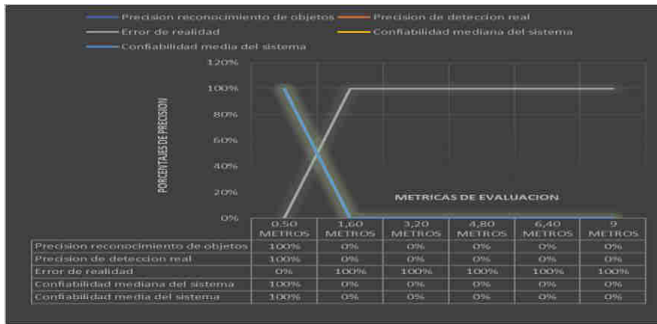 Precision reconocimiento de objetos Precision de deteccion real
Error de realidad Confiabilidad mediana del sistema
Confiabilidad media del sistema
PORCENTAJES DE PRECISION
120%
100%
80%
60%
40%
20%
0%
METRICAS DE EVALUACION
0,50 METROS 1,60 METROS 3,20 METROS 4,80 METROS 6,40 METROS 9 METROS
Precision reconocimiento de objetos 100% 0% 0% 0% 0% 0%
Precision de deteccion real 100% 0% 0% 0% 0% 0%
Error de realidad 0% 100% 100% 100% 100% 100%
Confiabilidad mediana del sistema 100% 0% 0% 0% 0% 0%
Confiabilidad media del sistema 100% 0% 0% 0% 0% 0%